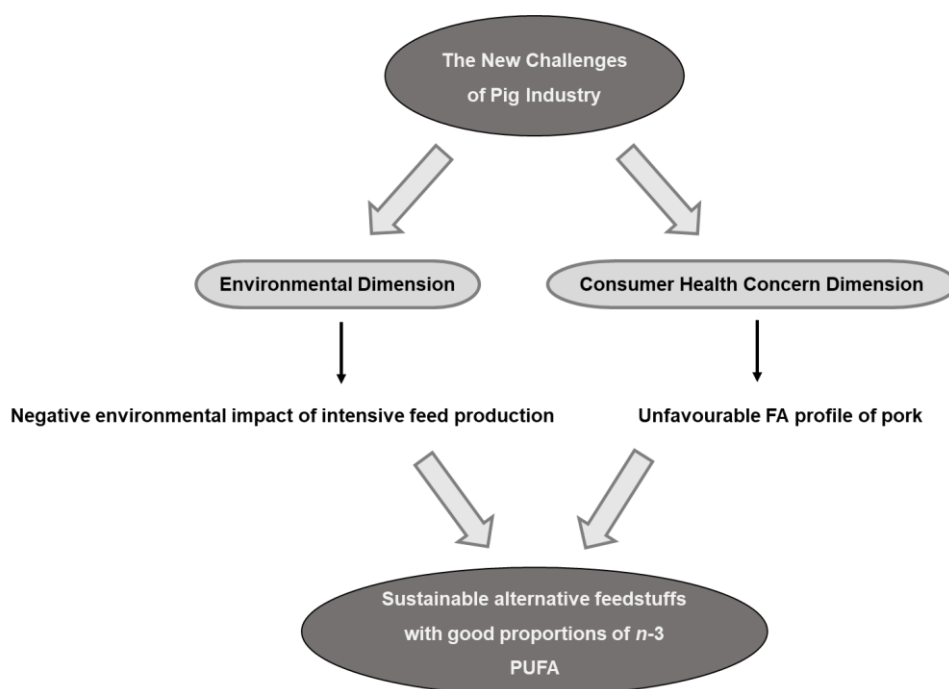 The New Challenges
of Pig Industry
Environmental Dimension
Consumer Health Concern Dimension
Negative environmental impact of intensive feed production
Unfavourable FA profile of pork
Sustainable alternative feedstuffs
with good proportions of n-3
PUFA